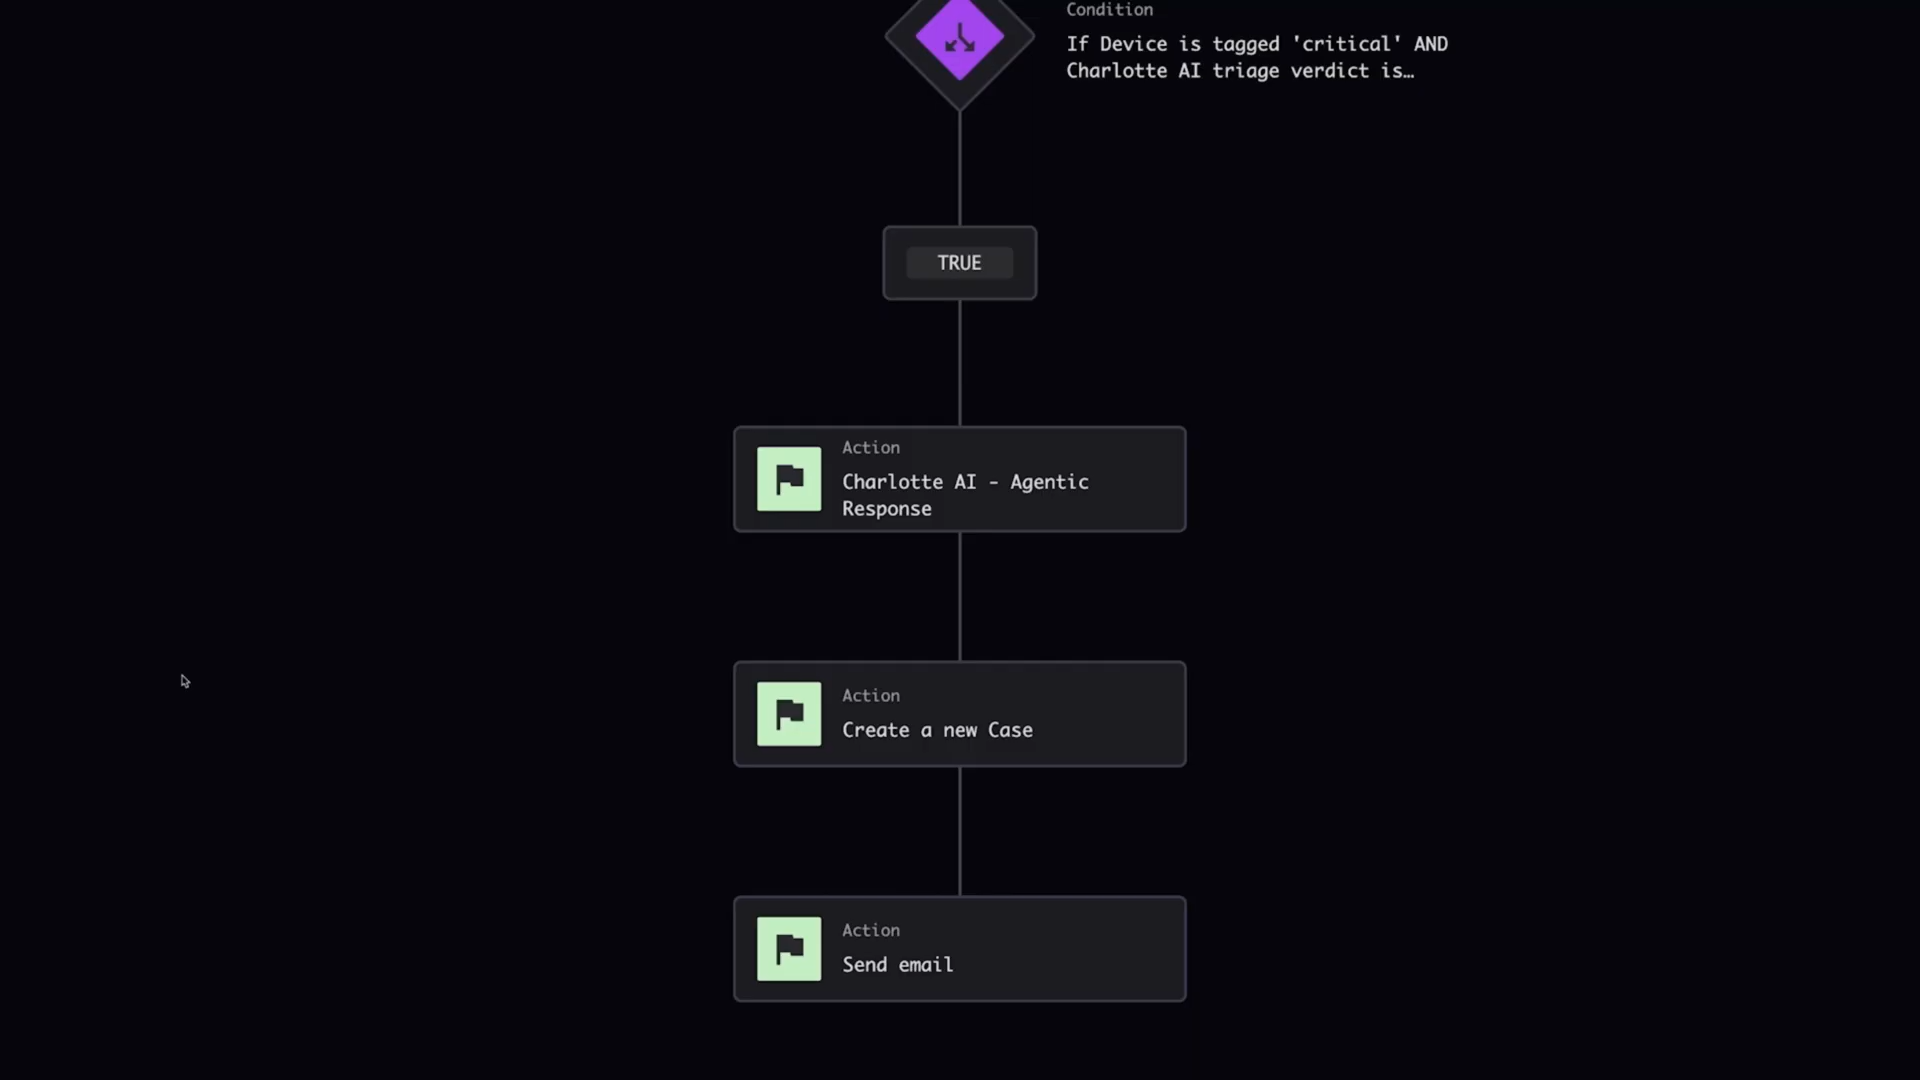 Condition
If Device is tagged 'critical' AND
Charlotte AI triage verdict is…
TRUE
Action
Charlotte AI - Agentic
Response
Action
Create a new Case
Action
Send email